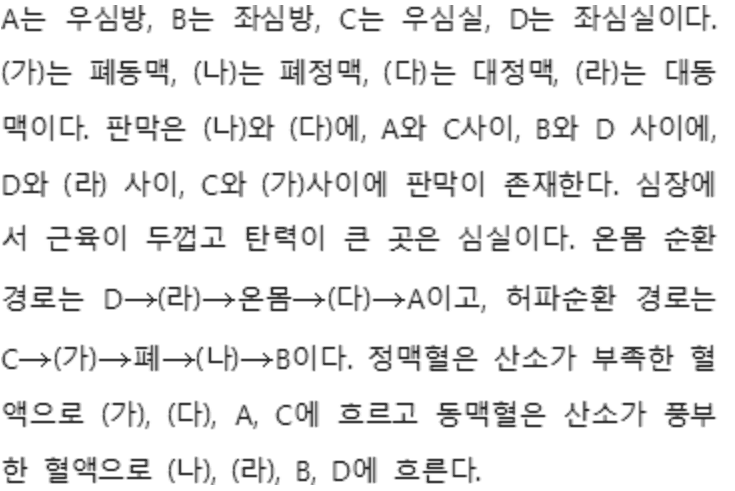 A는 우심방, B는 좌심방, C는 우심실, D는 좌심실이다.
(가)는 폐동맥, (나)는 폐정맥, (다)는 대정맥, (라)는 대동
맥이다. 판막은 (나)와 (다)에, A와 C사이, B와 D 사이에,
D와 (라) 사이, C와 (가)사이에 판막이 존재한다. 심장에
서 근육이 두껍고 탄력이 큰 곳은 심실이다. 온몸 순환
경로는 D→(라)→온몸→(다)→A이고, 허파순환 경로는
C→(가)→폐→(나)→B이다. 정맥혈은 산소가 부족한 혈
액으로 (가), (다), A, C에 흐르고 동맥혈은 산소가 풍부
한 혈액으로 (나), (라), B, D에 흐른다.